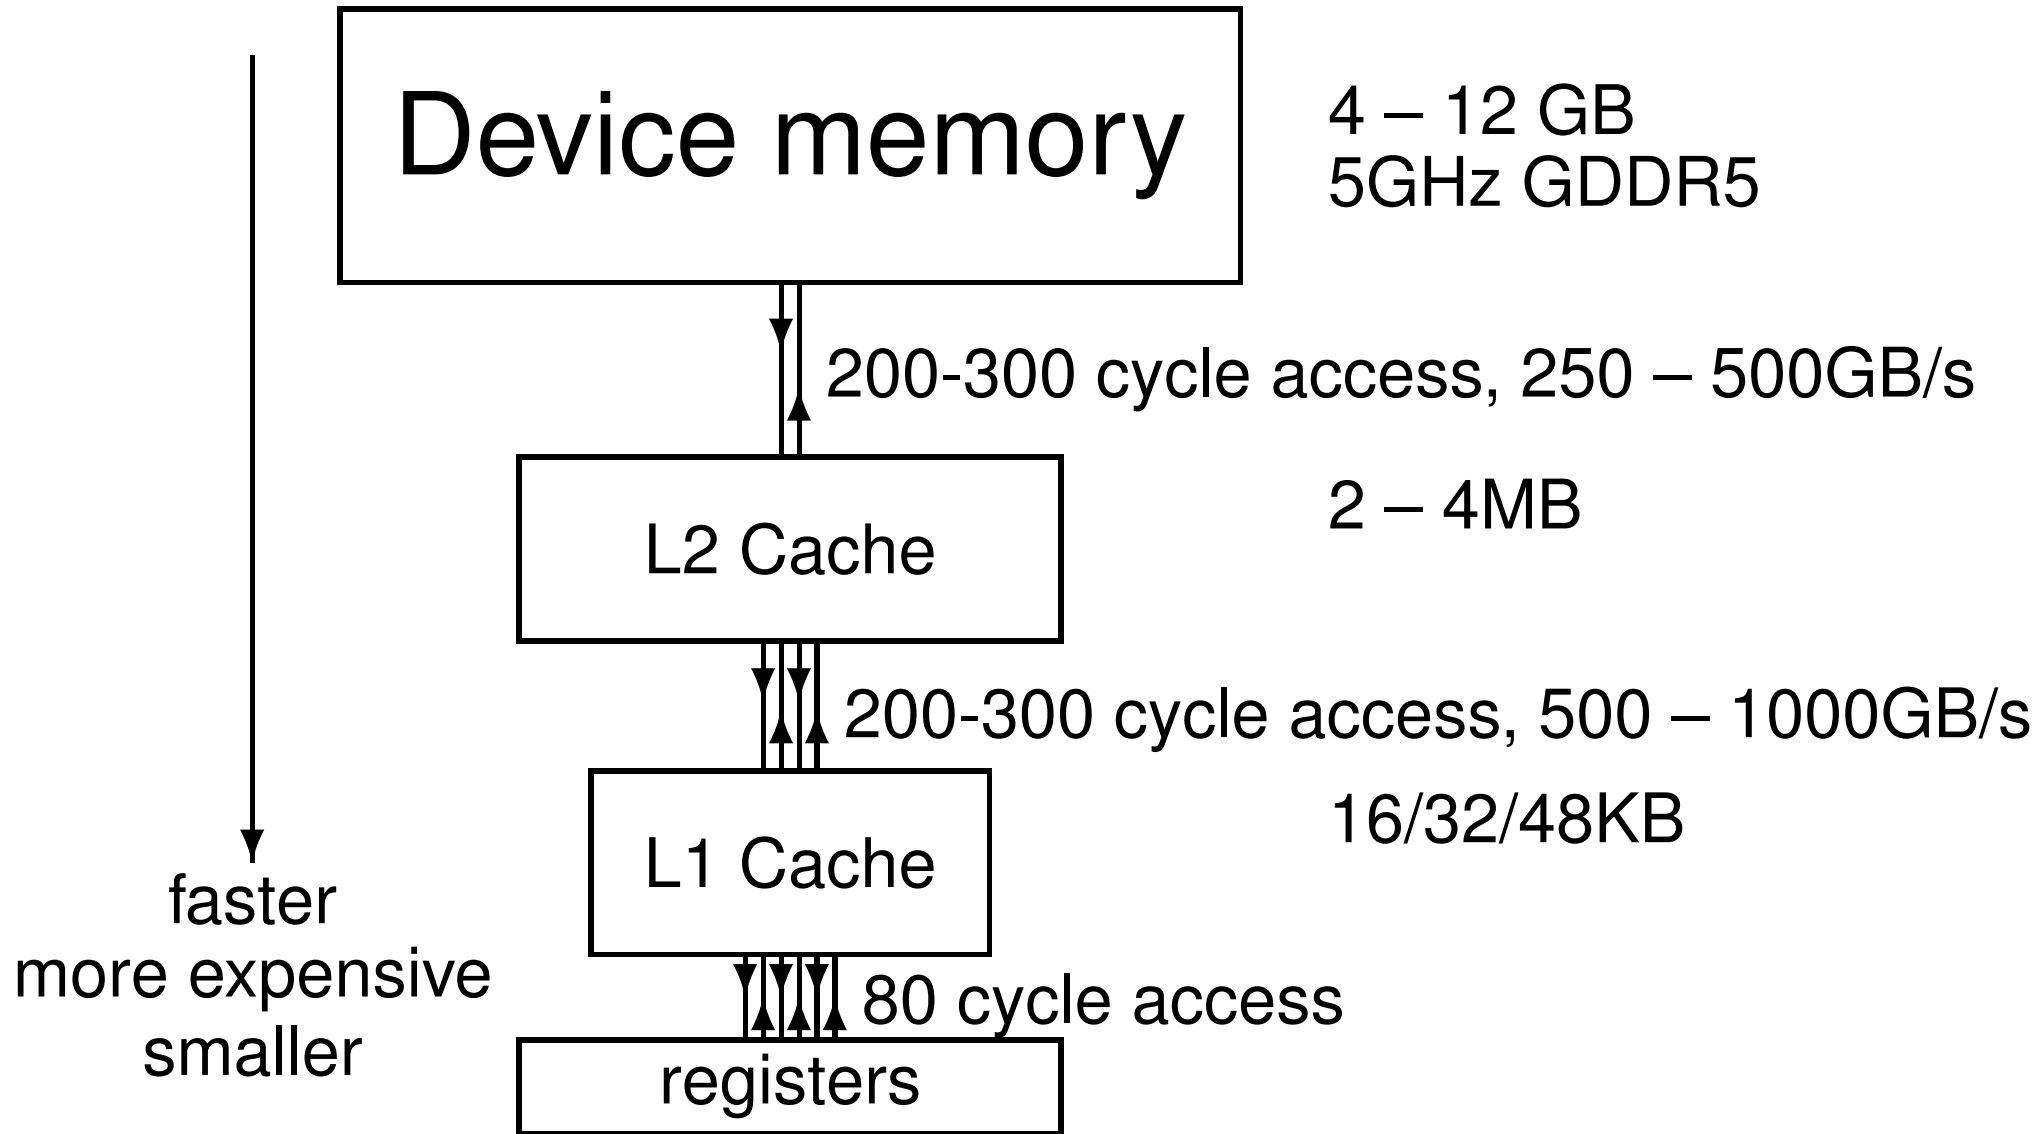 Device memory
4 – 12 GB
5GHz GDDR5
200-300 cycle access, 250 – 500GB/s
2 – 4MB
L2 Cache
200-300 cycle access, 500 – 1000GB/s
16/32/48KB
L1 Cache
faster
more expensive
smaller
80 cycle access
registers